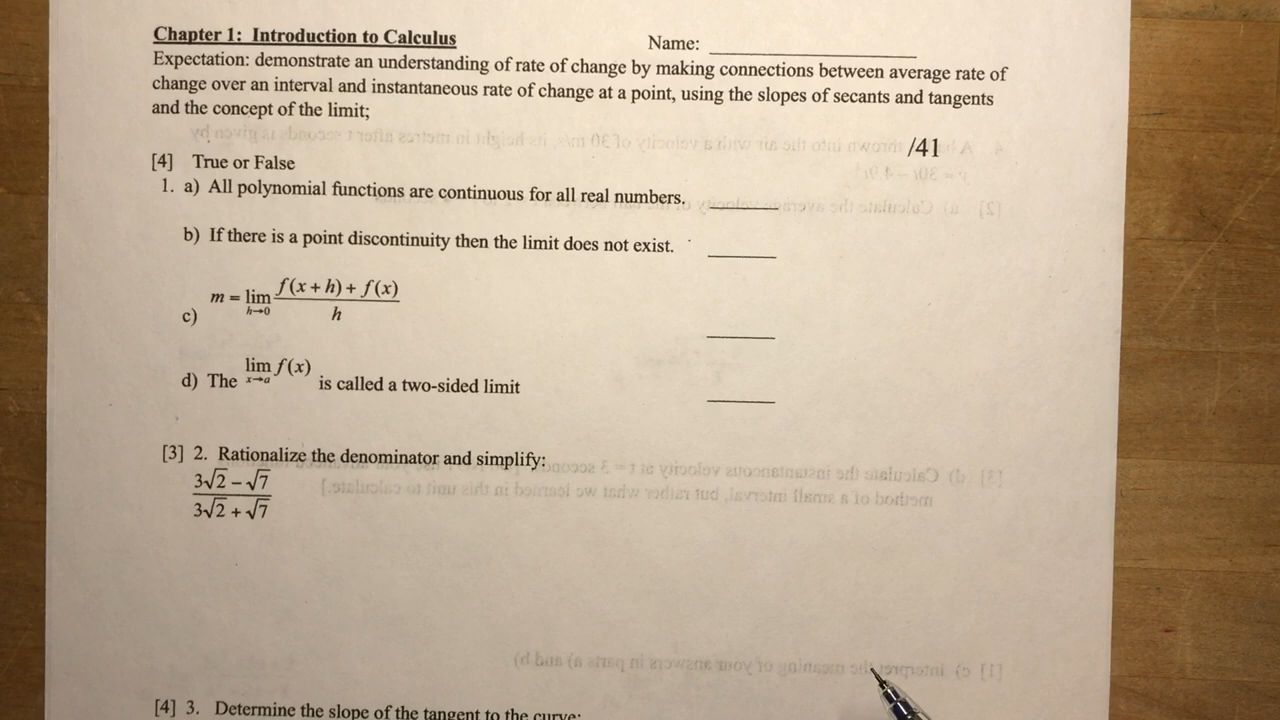 Chapter 1: Introduction to Calculus
Name: ____________________
Expectation: demonstrate an understanding of rate of change by making connections between average rate of
change over an interval and instantaneous rate of change at a point, using the slopes of secants and tangents
and the concept of the limit;
/41
[4] True or False
1. a) All polynomial functions are continuous for all real numbers. ______
b) If there is a point discontinuity then the limit does not exist. ______
c) m = lim h→0 f(x + h) + f(x) / h ______
d) The lim x→a f(x) is called a two-sided limit ______
[3] 2. Rationalize the denominator and simplify:
3√2 − √7
3√2 + √7
[4] 3. Determine the slope of the tangent to the curve: